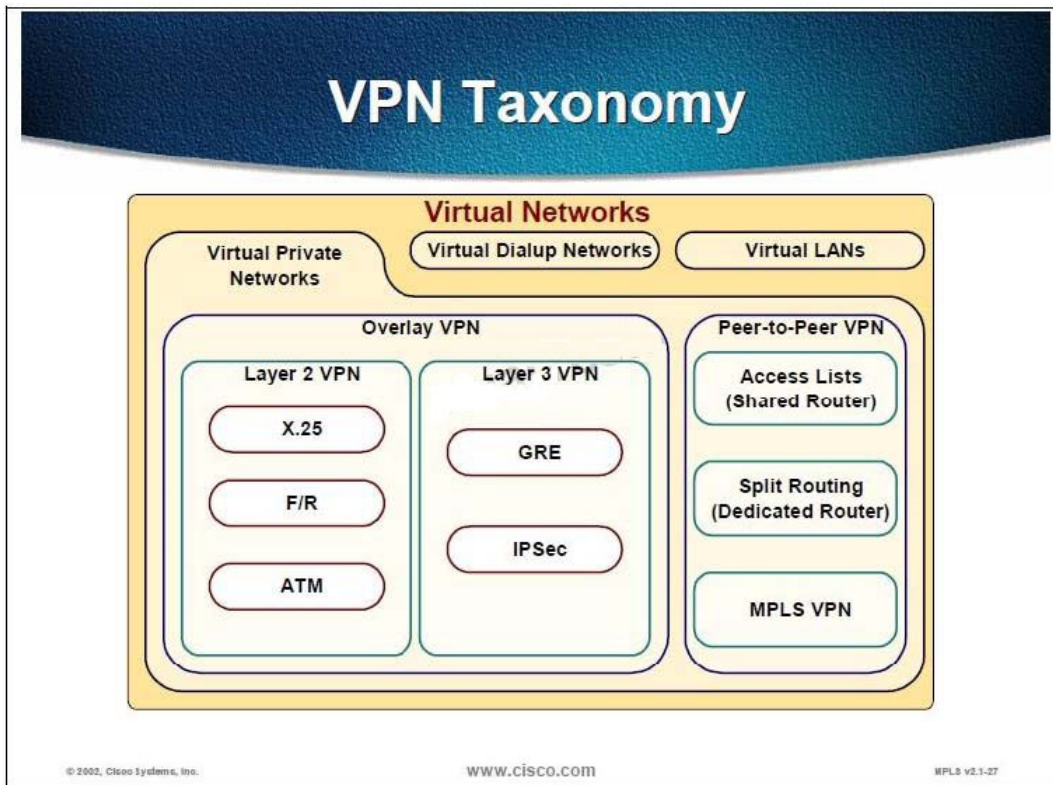 VPN Taxonomy
Virtual Networks
Virtual Private
Networks
Virtual Dialup Networks
Virtual LANs
Overlay VPN
Layer 2 VPN
X.25
F/R
ATM
Layer 3 VPN
GRE
IPSec
Peer-to-Peer VPN
Access Lists
(Shared Router)
Split Routing
(Dedicated Router)
MPLS VPN
© 2002, Cisco Systems, Inc.
www.cisco.com
MPLS v2.1-27